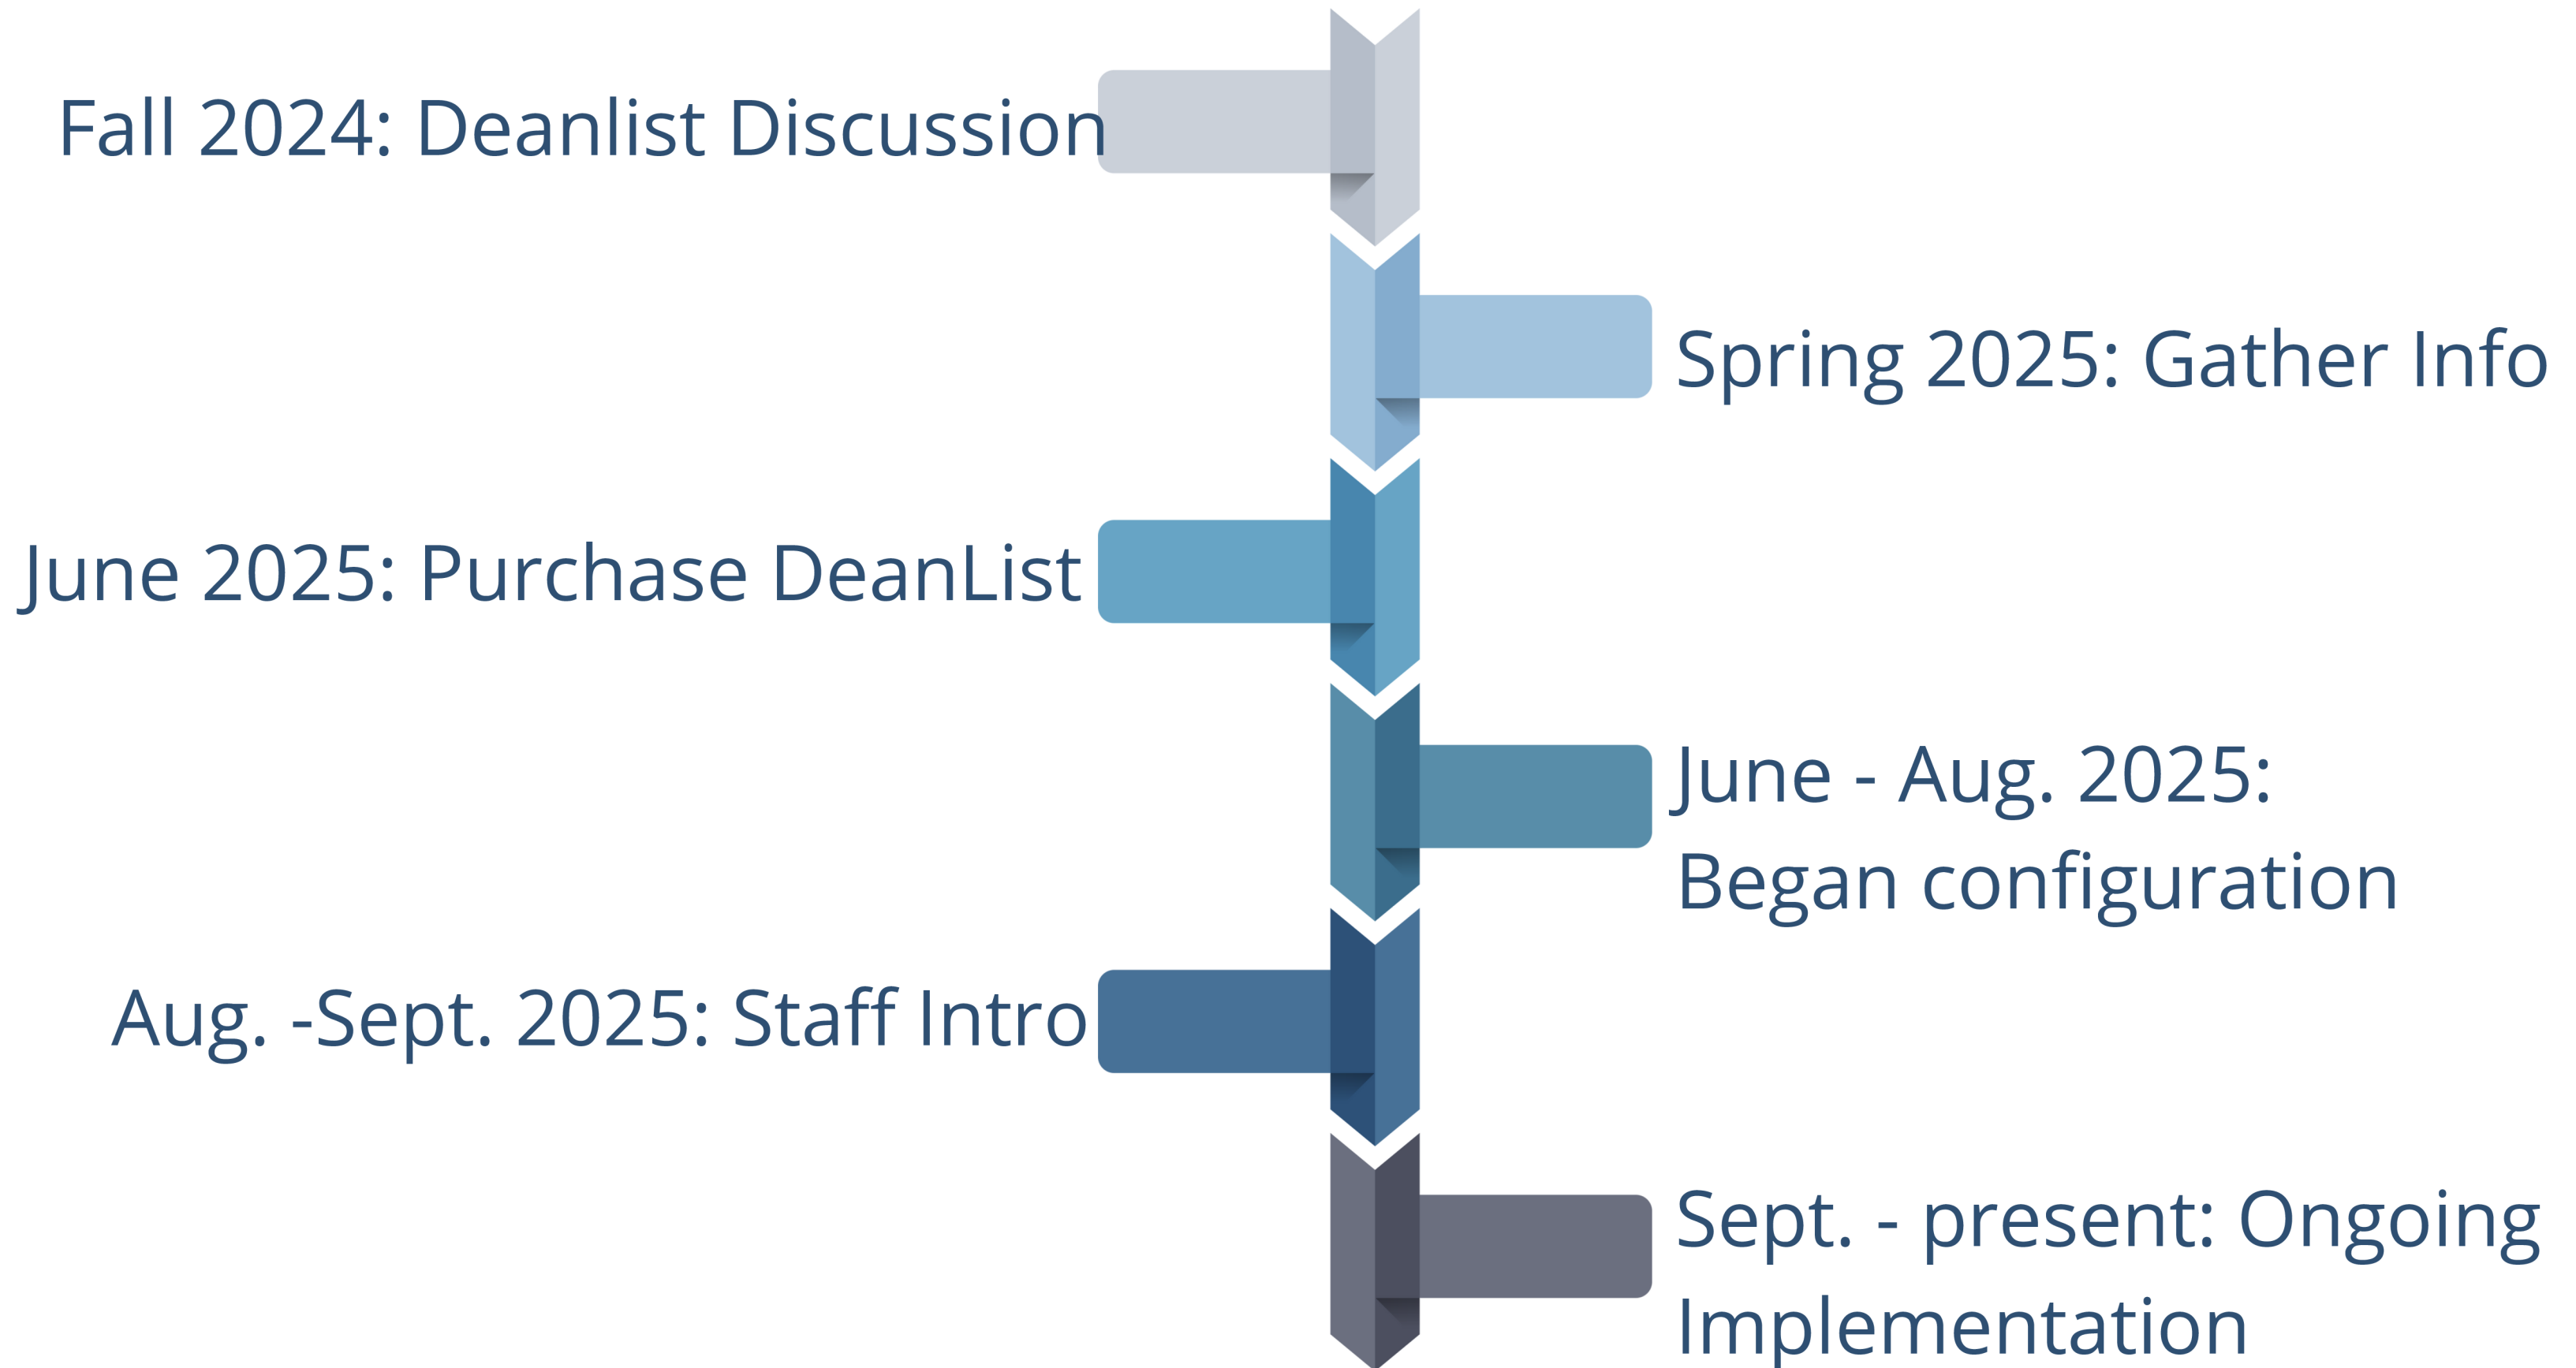 Fall 2024: Deanlist Discussion
Spring 2025: Gather Info
June 2025: Purchase DeanList
June - Aug. 2025:
Began configuration
Aug. -Sept. 2025: Staff Intro
Sept. - present: Ongoing
Implementation